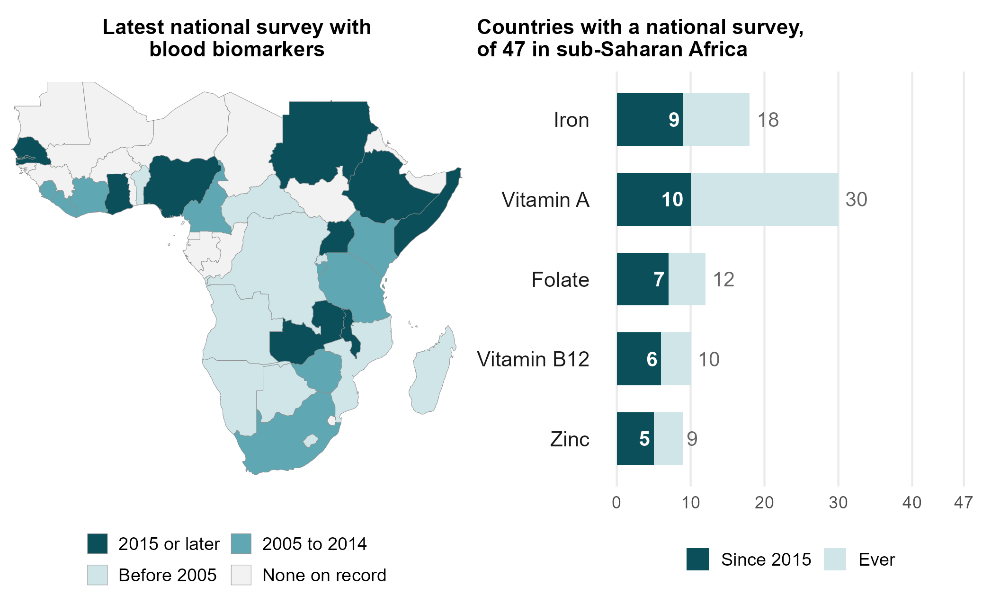 Latest national survey with
blood biomarkers
2015 or later
2005 to 2014
Before 2005
None on record
Countries with a national survey,
of 47 in sub-Saharan Africa
Iron
9
18
Vitamin A
10
30
Folate
7
12
Vitamin B12
6
10
Zinc
5
9
0
10
20
30
40
47
Since 2015
Ever